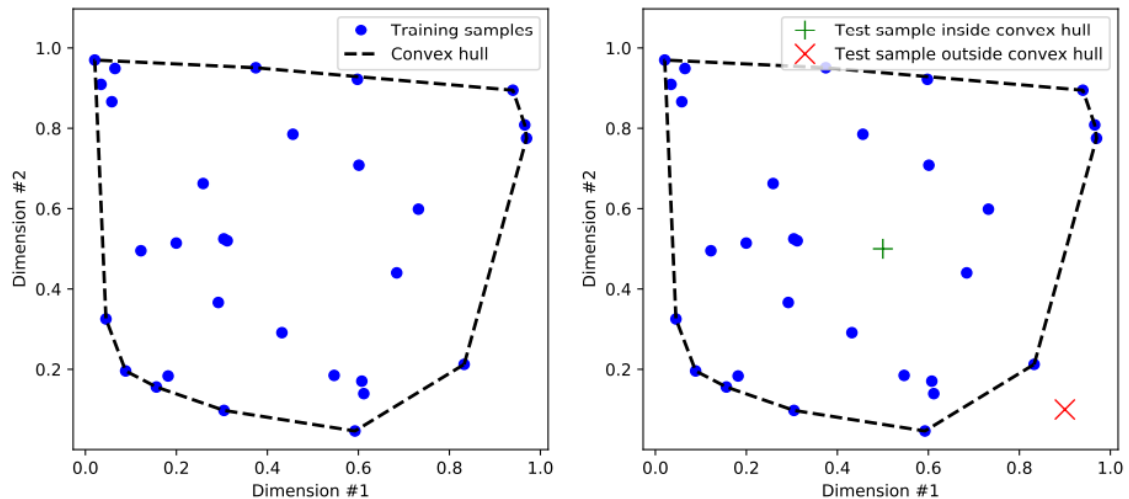 Training samples
Convex hull
1.0
0.8
0.6
0.4
0.2
Dimension #2
0.0 0.2 0.4 0.6 0.8 1.0
Dimension #1
Test sample inside convex hull
Test sample outside convex hull
1.0
0.8
0.6
0.4
0.2
Dimension #2
0.0 0.2 0.4 0.6 0.8 1.0
Dimension #1